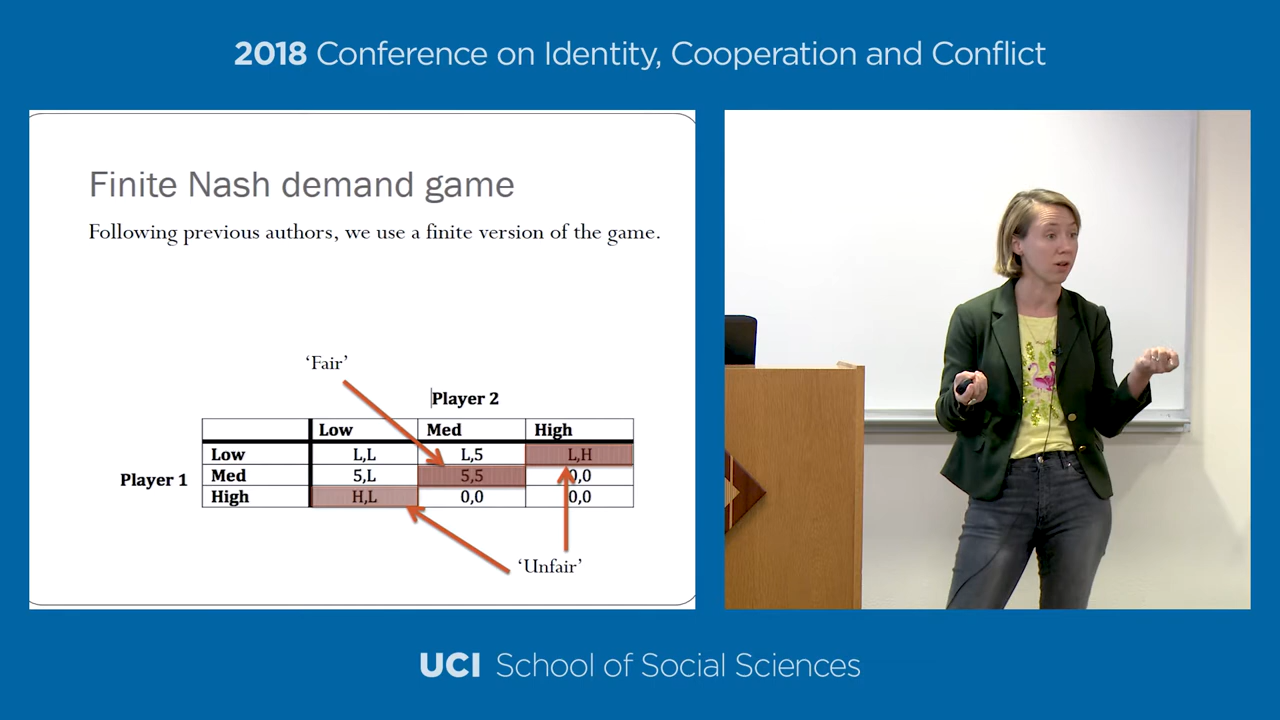 2018 Conference on Identity, Cooperation and Conflict
Finite Nash demand game
Following previous authors, we use a finite version of the game.
'Fair'
Player 2
Low Med High
Low L,L L,5 L,H
Player 1
Med 5,L 5,5 0,0
High H,L 0,0 0,0
'Unfair'
UCI School of Social Sciences